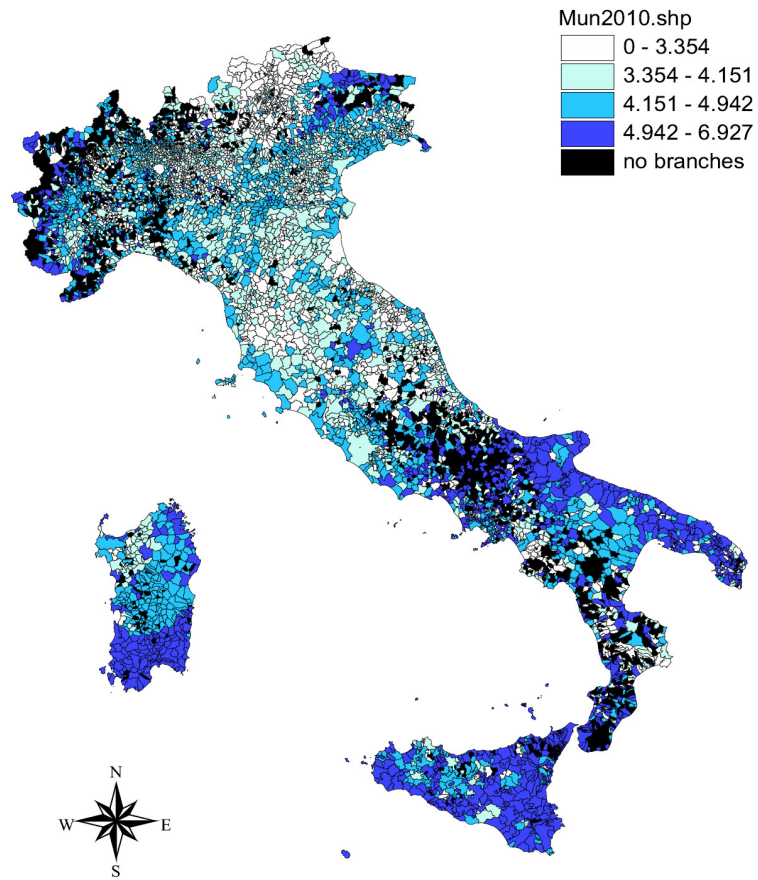 Mun2010.shp
0 - 3.354
3.354 - 4.151
4.151 - 4.942
4.942 - 6.927
no branches
N
W E
S